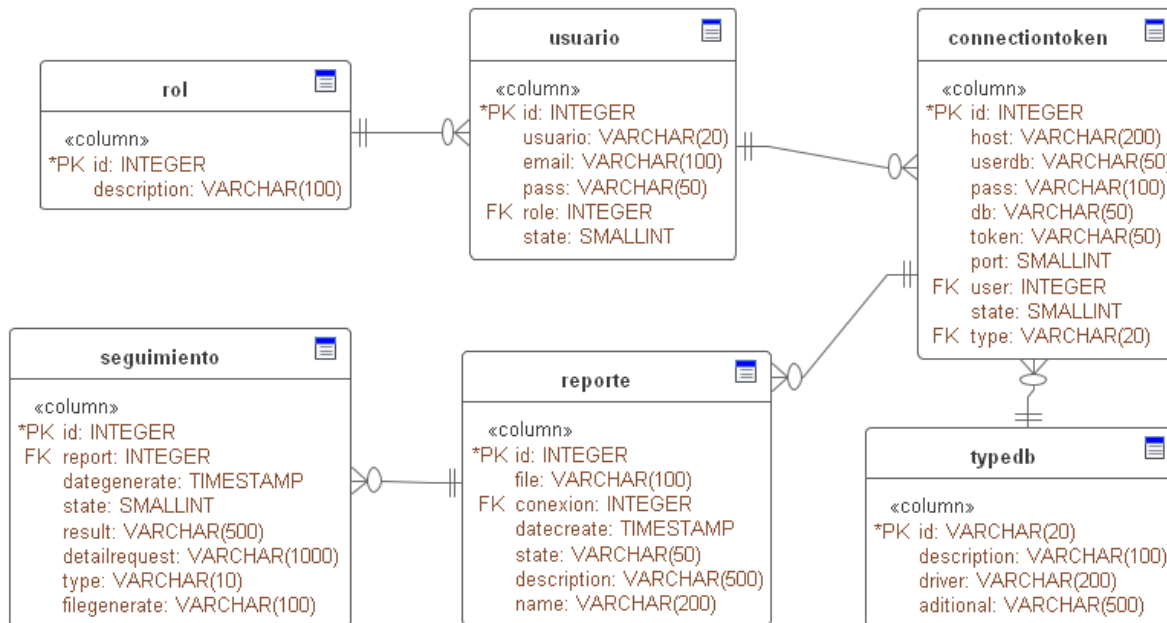 rol
«column»
*PK id: INTEGER
description: VARCHAR(100)
usuario
«column»
*PK id: INTEGER
usuario: VARCHAR(20)
email: VARCHAR(100)
pass: VARCHAR(50)
FK role: INTEGER
state: SMALLINT
connectiontoken
«column»
*PK id: INTEGER
host: VARCHAR(200)
userdb: VARCHAR(50)
pass: VARCHAR(100)
db: VARCHAR(50)
token: VARCHAR(50)
port: SMALLINT
FK user: INTEGER
state: SMALLINT
FK type: VARCHAR(20)
seguimiento
«column»
*PK id: INTEGER
FK report: INTEGER
dategenerate: TIMESTAMP
state: SMALLINT
result: VARCHAR(500)
detailrequest: VARCHAR(1000)
type: VARCHAR(10)
filegenerate: VARCHAR(100)
reporte
«column»
*PK id: INTEGER
file: VARCHAR(100)
FK conexion: INTEGER
datecreate: TIMESTAMP
state: VARCHAR(50)
description: VARCHAR(500)
name: VARCHAR(200)
typedb
«column»
*PK id: VARCHAR(20)
description: VARCHAR(100)
driver: VARCHAR(200)
aditional: VARCHAR(500)